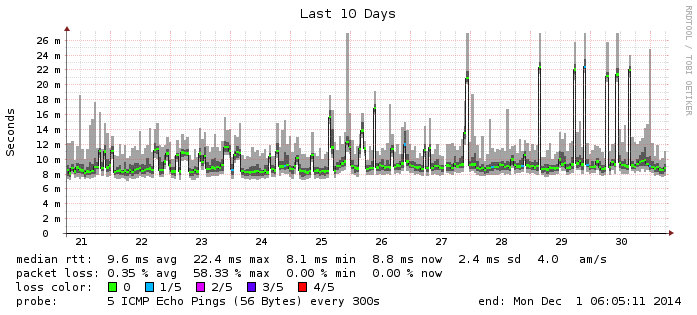 Last 10 Days
RRDTOOL / TOBI OETIKER
Seconds
26 m
24 m
22 m
20 m
18 m
16 m
14 m
12 m
10 m
8 m
6 m
4 m
2 m
0
21 22 23 24 25 26 27 28 29 30
median rtt: 9.6 ms avg 22.4 ms max 8.1 ms min 8.8 ms now 2.4 ms sd 4.0 am/s
packet loss: 0.35 % avg 58.33 % max 0.00 % min 0.00 % now
loss color: 0 1/5 2/5 3/5 4/5
probe: 5 ICMP Echo Pings (56 Bytes) every 300s end: Mon Dec 1 06:05:11 2014